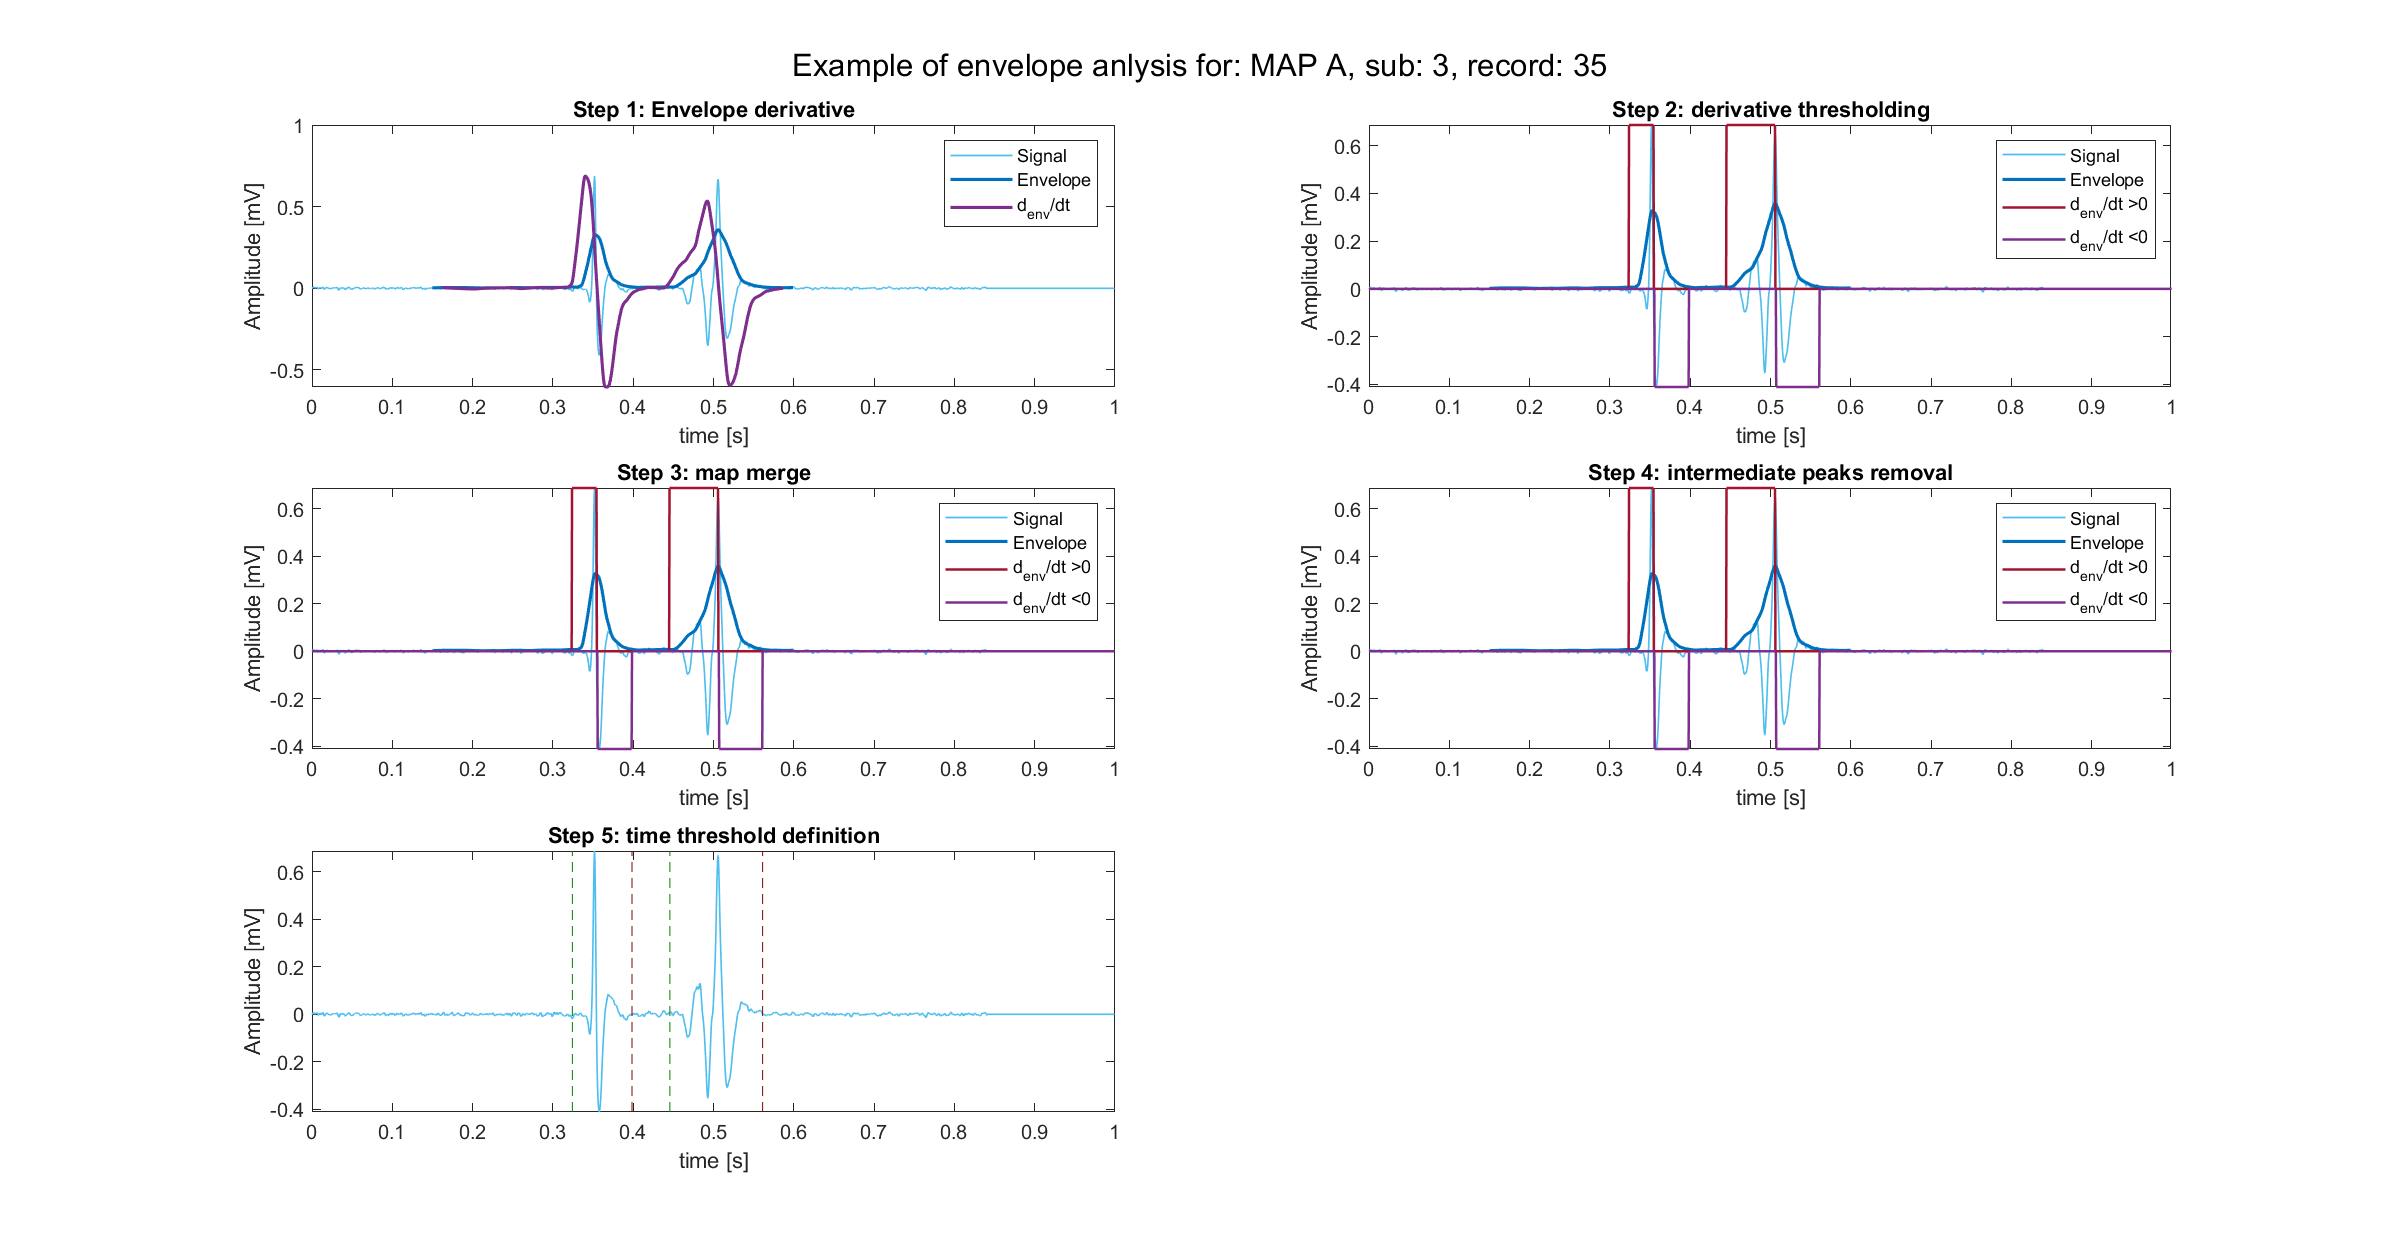 Example of envelope anlysis for: MAP A, sub: 3, record: 35
Step 1: Envelope derivative
1
0.5
0
-0.5
Amplitude [mV]
Signal
Envelope
d_env/dt
0 0.1 0.2 0.3 0.4 0.5 0.6 0.7 0.8 0.9 1
time [s]
Step 2: derivative thresholding
0.6
0.4
0.2
0
-0.2
-0.4
Amplitude [mV]
Signal
Envelope
d_env/dt >0
d_env/dt <0
0 0.1 0.2 0.3 0.4 0.5 0.6 0.7 0.8 0.9 1
time [s]
Step 3: map merge
0.6
0.4
0.2
0
-0.2
-0.4
Amplitude [mV]
Signal
Envelope
d_env/dt >0
d_env/dt <0
0 0.1 0.2 0.3 0.4 0.5 0.6 0.7 0.8 0.9 1
time [s]
Step 4: intermediate peaks removal
0.6
0.4
0.2
0
-0.2
-0.4
Amplitude [mV]
Signal
Envelope
d_env/dt >0
d_env/dt <0
0 0.1 0.2 0.3 0.4 0.5 0.6 0.7 0.8 0.9 1
time [s]
Step 5: time threshold definition
0.6
0.4
0.2
0
-0.2
-0.4
Amplitude [mV]
0 0.1 0.2 0.3 0.4 0.5 0.6 0.7 0.8 0.9 1
time [s]